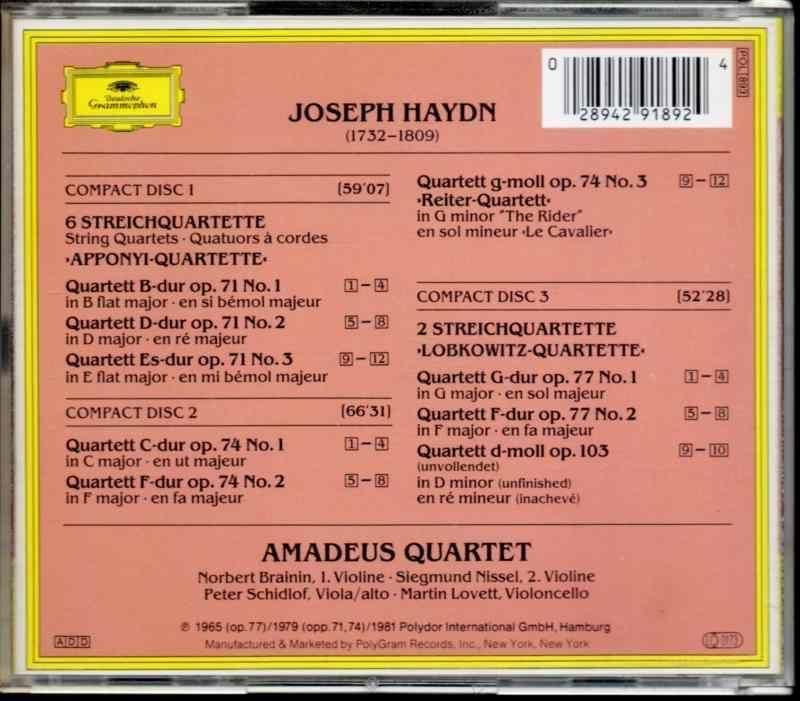 Deutsche
Grammophon
0 28942 91892 4
POL 893
JOSEPH HAYDN
(1732–1809)
COMPACT DISC 1 (59'07)
6 STREICHQUARTETTE
String Quartets · Quatuors à cordes
›APPONYI-QUARTETTE‹
Quartett B-dur op. 71 No. 1 1–4
in B flat major · en si bémol majeur
Quartett D-dur op. 71 No. 2 5–8
in D major · en ré majeur
Quartett Es-dur op. 71 No. 3 9–12
in E flat major · en mi bémol majeur
COMPACT DISC 2 (66'31)
Quartett C-dur op. 74 No. 1 1–4
in C major · en ut majeur
Quartett F-dur op. 74 No. 2 5–8
in F major · en fa majeur
Quartett g-moll op. 74 No. 3 9–12
›Reiter-Quartett‹
in G minor "The Rider"
en sol mineur ‹Le Cavalier›
COMPACT DISC 3 (52'28)
2 STREICHQUARTETTE
›LOBKOWITZ-QUARTETTE‹
Quartett G-dur op. 77 No. 1 1–4
in G major · en sol majeur
Quartett F-dur op. 77 No. 2 5–8
in F major · en fa majeur
Quartett d-moll op. 103 9–10
(unvollendet)
in D minor (unfinished)
en ré mineur (inachevé)
AMADEUS QUARTET
Norbert Brainin, 1. Violine · Siegmund Nissel, 2. Violine
Peter Schidlof, Viola/alto · Martin Lovett, Violoncello
℗ 1965 (op. 77)/1979 (opp. 71, 74)/1981 Polydor International GmbH, Hamburg
ADD
Manufactured & Marketed by PolyGram Records, Inc., New York, New York